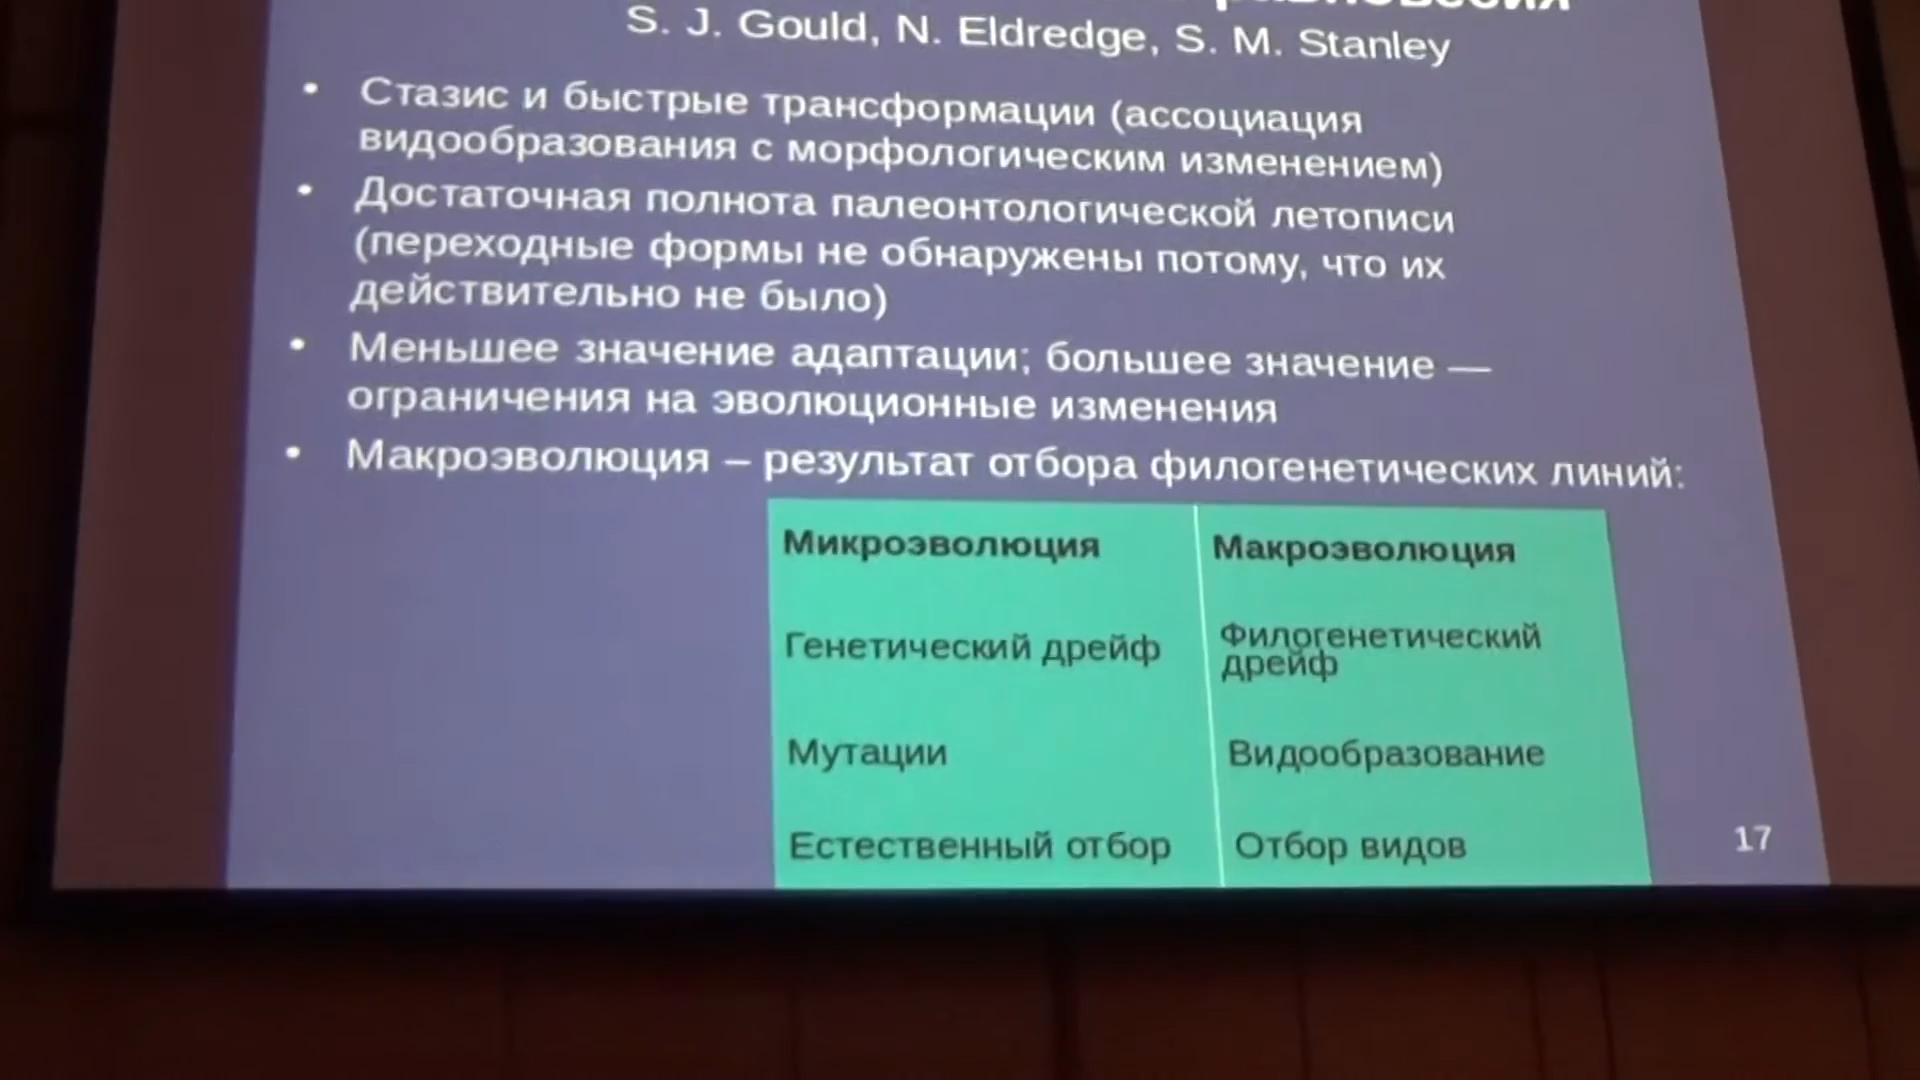 S. J. Gould, N. Eldredge, S. M. Stanley
• Стазис и быстрые трансформации (ассоциация
видообразования с морфологическим изменением)
• Достаточная полнота палеонтологической летописи
(переходные формы не обнаружены потому, что их
действительно не было)
• Меньшее значение адаптации; большее значение —
ограничения на эволюционные изменения
• Макроэволюция – результат отбора филогенетических линий:
Микроэволюция Макроэволюция
Генетический дрейф Филогенетический
дрейф
Мутации Видообразование
Естественный отбор Отбор видов
17